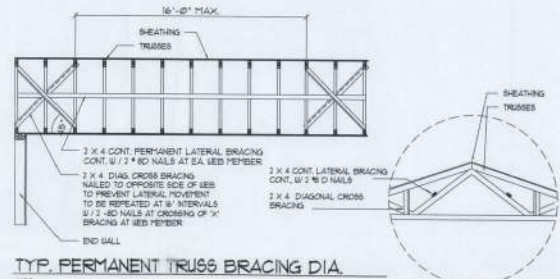 16'-0" MAX.
SHEATHING
TRUSSES
45°
2 X 4 CONT. PERMANENT LATERAL BRACING
CONT. W / 2 # 8D NAILS AT EA. WEB MEMBER
2 X 4 DIAG. CROSS BRACING
NAILED TO OPPOSITE SIDE OF WEB
TO PREVENT LATERAL MOVEMENT
TO BE REPEATED AT 16' INTERVALS
W / 2 -8D NAILS AT CROSSING OF 'X'
BRACING AT WEB MEMBER
END WALL
SHEATHING
TRUSSES
2 X 4 CONT. LATERAL BRACING
CONT., W/ 2 #8 D NAILS
2 X 4 DIAGONAL CROSS
BRACING
TYP. PERMANENT TRUSS BRACING DIA.